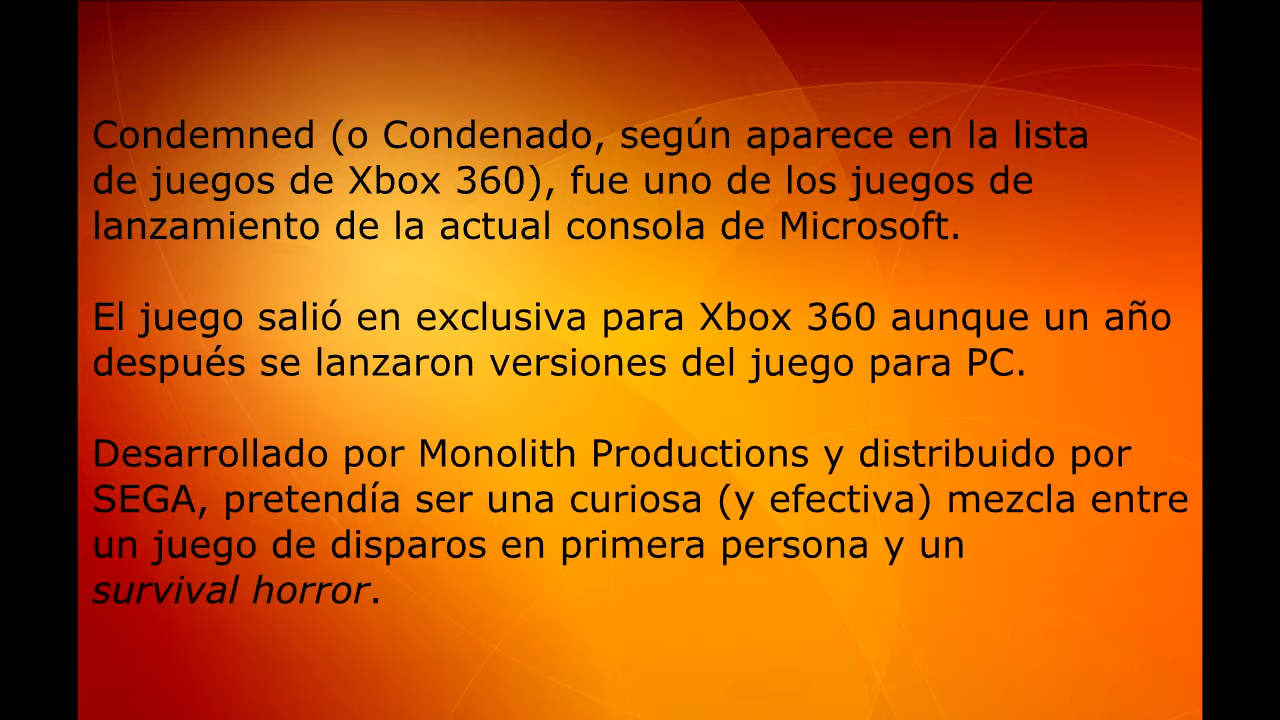 Condemned (o Condenado, según aparece en la lista
de juegos de Xbox 360), fue uno de los juegos de
lanzamiento de la actual consola de Microsoft.
El juego salió en exclusiva para Xbox 360 aunque un año
después se lanzaron versiones del juego para PC.
Desarrollado por Monolith Productions y distribuido por
SEGA, pretendía ser una curiosa (y efectiva) mezcla entre
un juego de disparos en primera persona y un
survival horror.